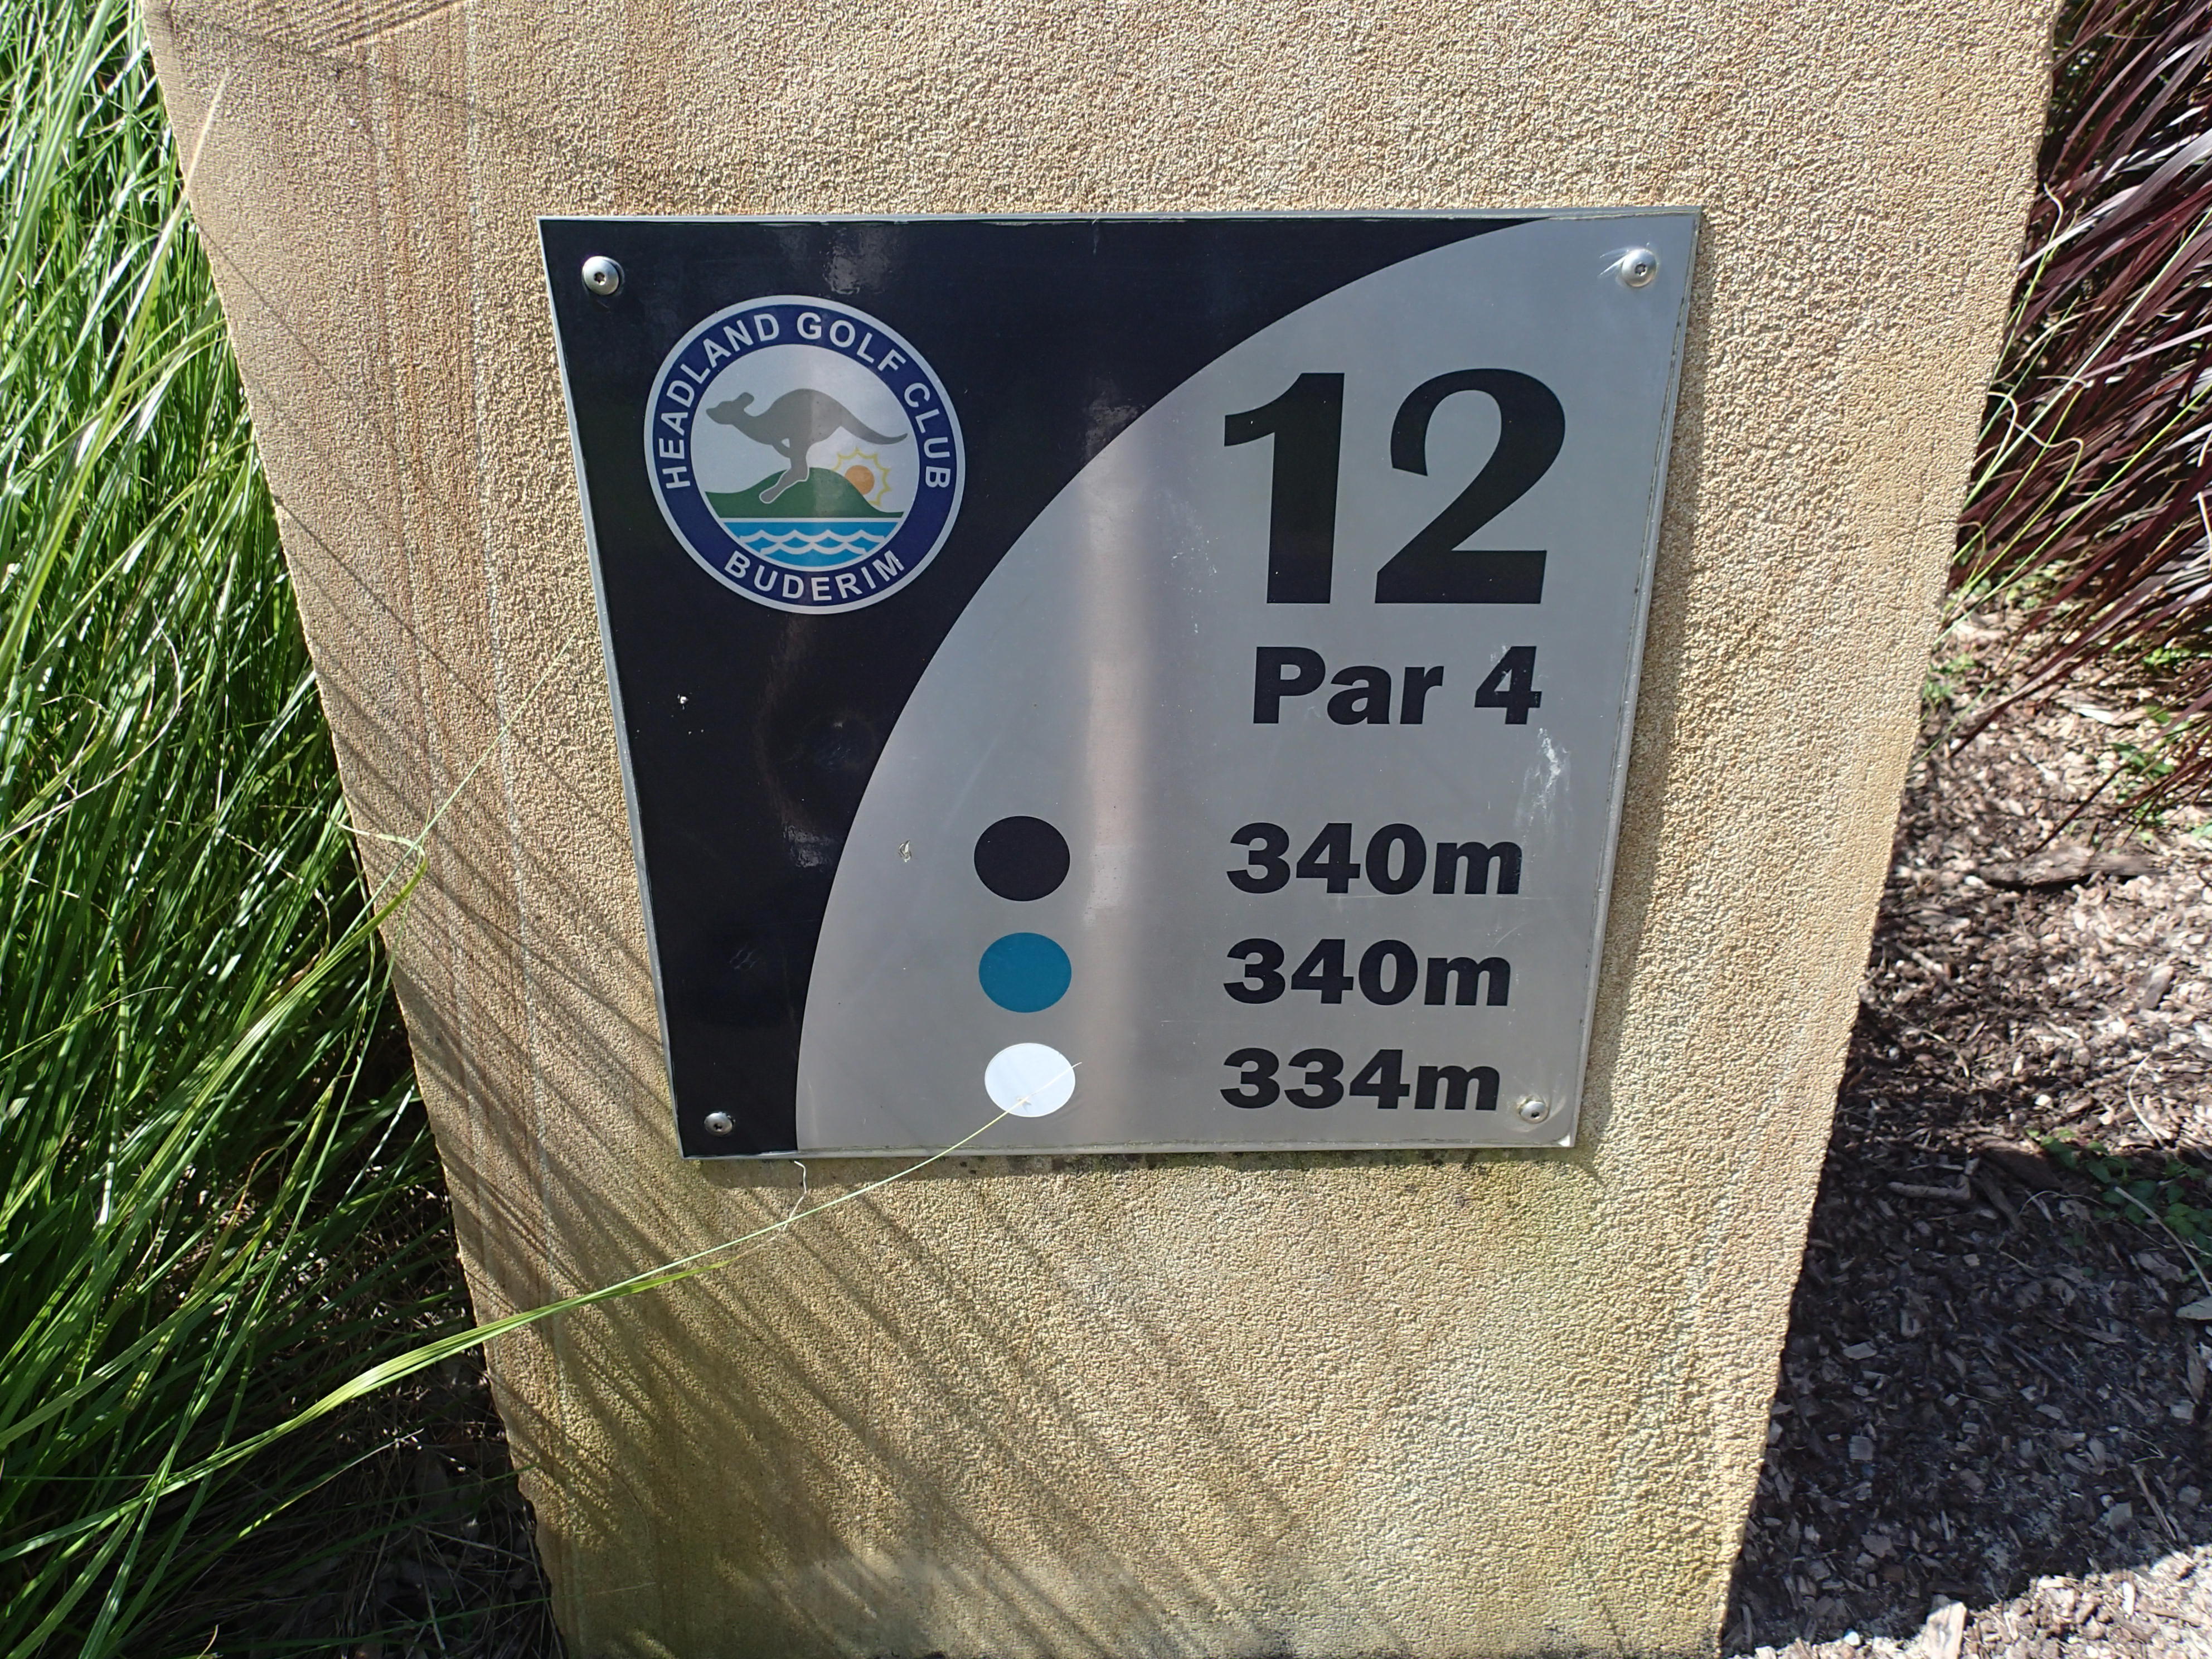 HEADLAND GOLF CLUB
BUDERIM
12
Par 4
340m
340m
334m